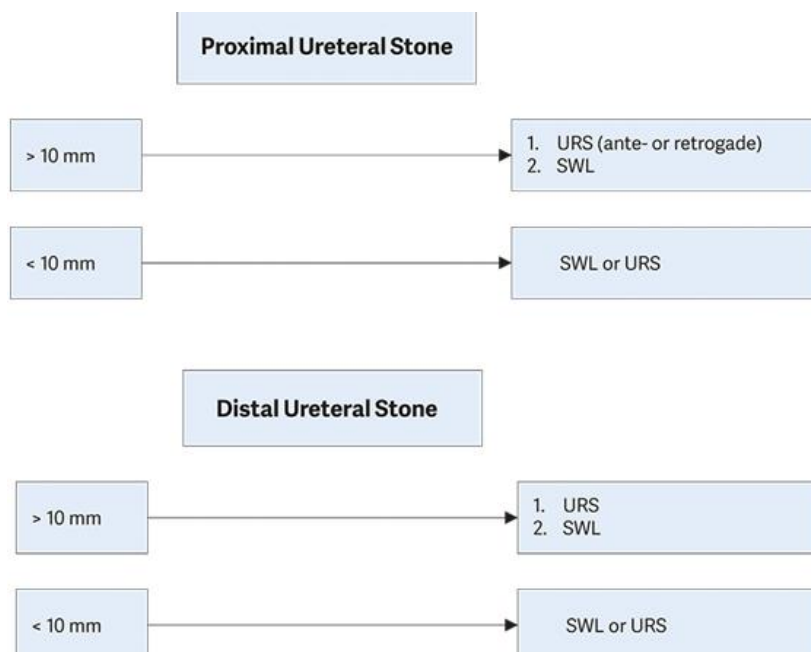 Proximal Ureteral Stone
> 10 mm
1. URS (ante- or retrogade)
2. SWL
< 10 mm
SWL or URS
Distal Ureteral Stone
> 10 mm
1. URS
2. SWL
< 10 mm
SWL or URS